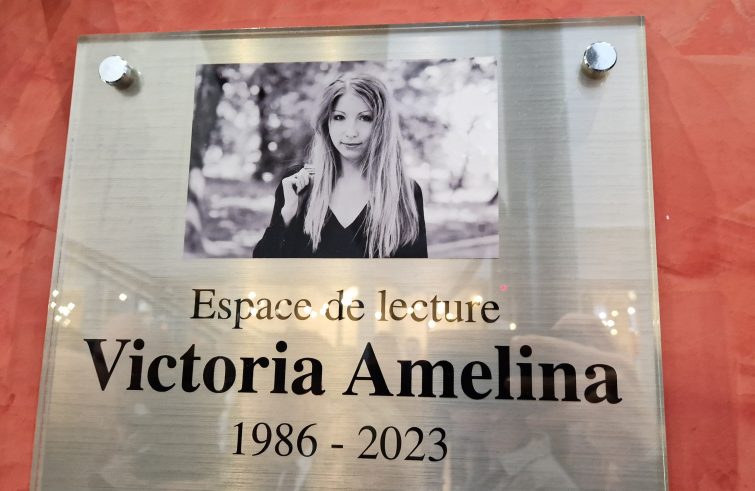 Espace de lecture
Victoria Amelina
1986 - 2023